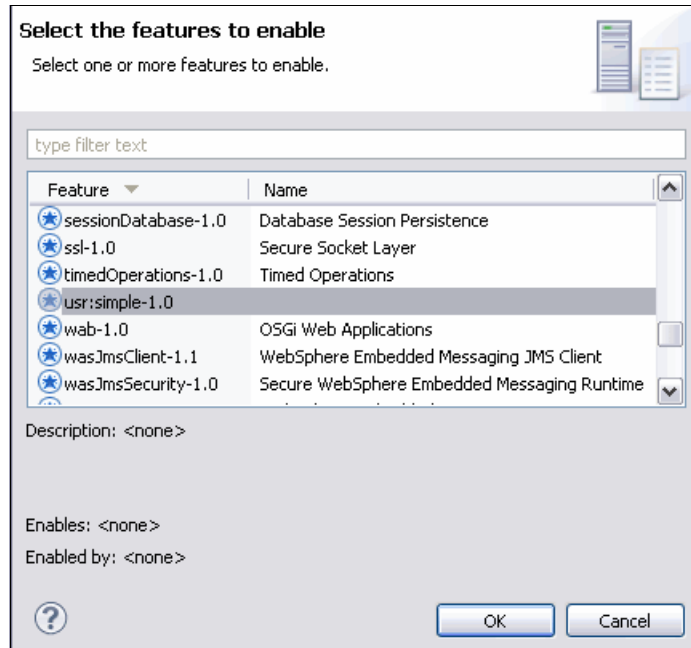 Select the features to enable
Select one or more features to enable.
type filter text
Feature Name
sessionDatabase-1.0 Database Session Persistence
ssl-1.0 Secure Socket Layer
timedOperations-1.0 Timed Operations
usr:simple-1.0
wab-1.0 OSGi Web Applications
wasJmsClient-1.1 WebSphere Embedded Messaging JMS Client
wasJmsSecurity-1.0 Secure WebSphere Embedded Messaging Runtime
Description: <none>
Enables: <none>
Enabled by: <none>
? OK Cancel